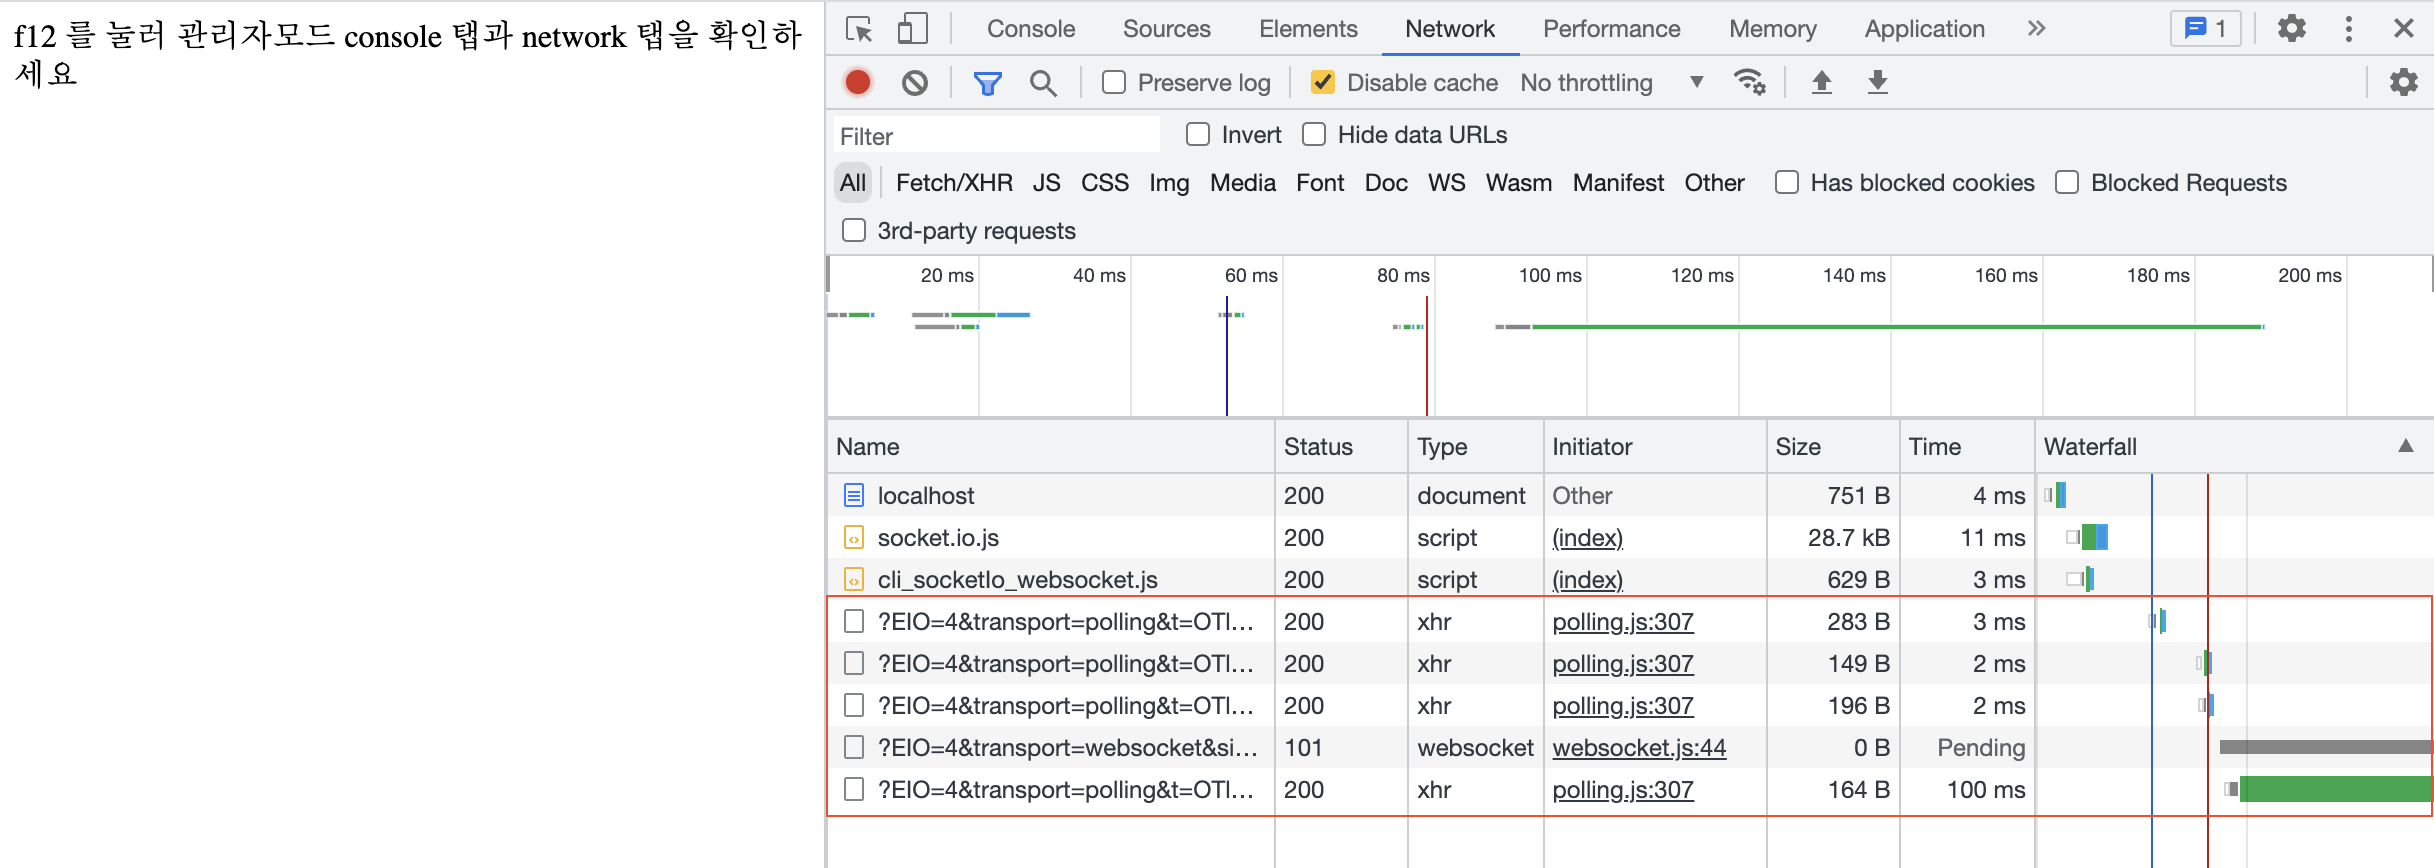 f12 를 눌러 관리자모드 console 탭과 network 탭을 확인하
세요
Console Sources Elements Network Performance Memory Application 1
Preserve log Disable cache No throttling
Filter Invert Hide data URLs
All Fetch/XHR JS CSS Img Media Font Doc WS Wasm Manifest Other Has blocked cookies Blocked Requests
3rd-party requests
20 ms 40 ms 60 ms 80 ms 100 ms 120 ms 140 ms 160 ms 180 ms 200 ms
Name Status Type Initiator Size Time Waterfall
localhost 200 document Other 751 B 4 ms
socket.io.js 200 script (index) 28.7 kB 11 ms
cli_socketIo_websocket.js 200 script (index) 629 B 3 ms
?EIO=4&transport=polling&t=OTI... 200 xhr polling.js:307 283 B 3 ms
?EIO=4&transport=polling&t=OTI... 200 xhr polling.js:307 149 B 2 ms
?EIO=4&transport=polling&t=OTI... 200 xhr polling.js:307 196 B 2 ms
?EIO=4&transport=websocket&si... 101 websocket websocket.js:44 0 B Pending
?EIO=4&transport=polling&t=OTI... 200 xhr polling.js:307 164 B 100 ms